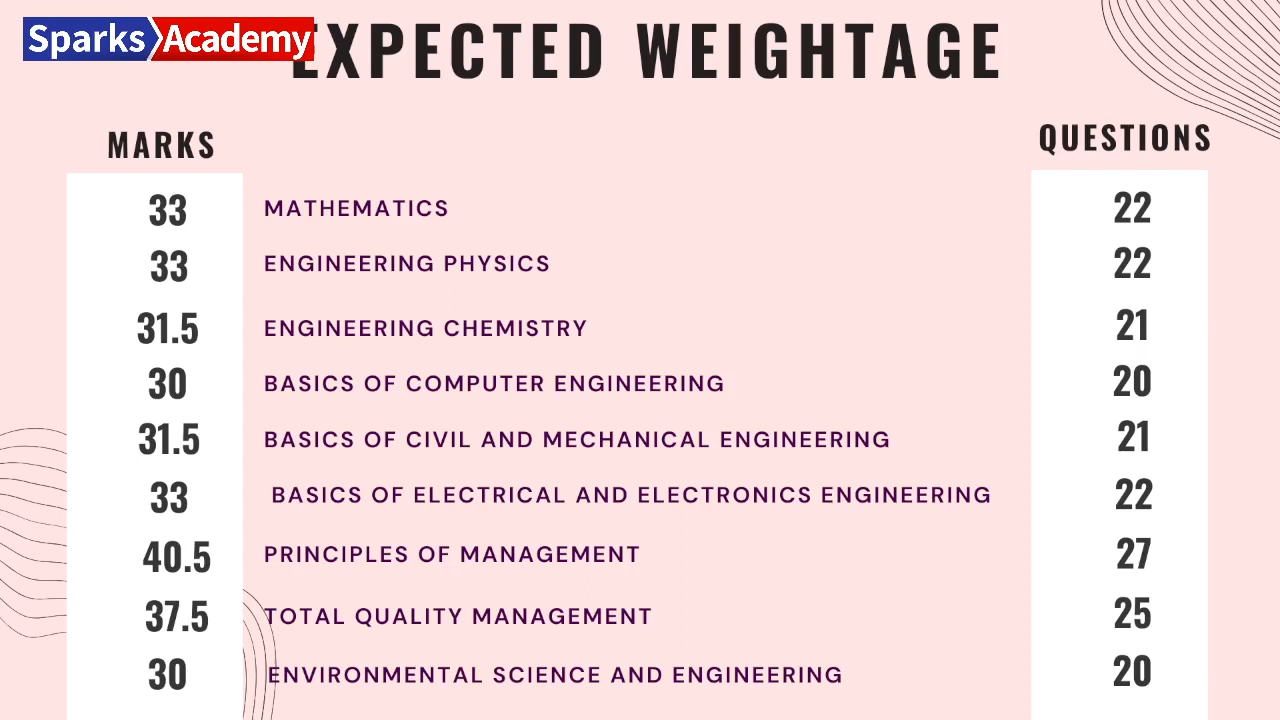 Sparks Academy
EXPECTED WEIGHTAGE
MARKS QUESTIONS
33 MATHEMATICS 22
33 ENGINEERING PHYSICS 22
31.5 ENGINEERING CHEMISTRY 21
30 BASICS OF COMPUTER ENGINEERING 20
31.5 BASICS OF CIVIL AND MECHANICAL ENGINEERING 21
33 BASICS OF ELECTRICAL AND ELECTRONICS ENGINEERING 22
40.5 PRINCIPLES OF MANAGEMENT 27
37.5 TOTAL QUALITY MANAGEMENT 25
30 ENVIRONMENTAL SCIENCE AND ENGINEERING 20